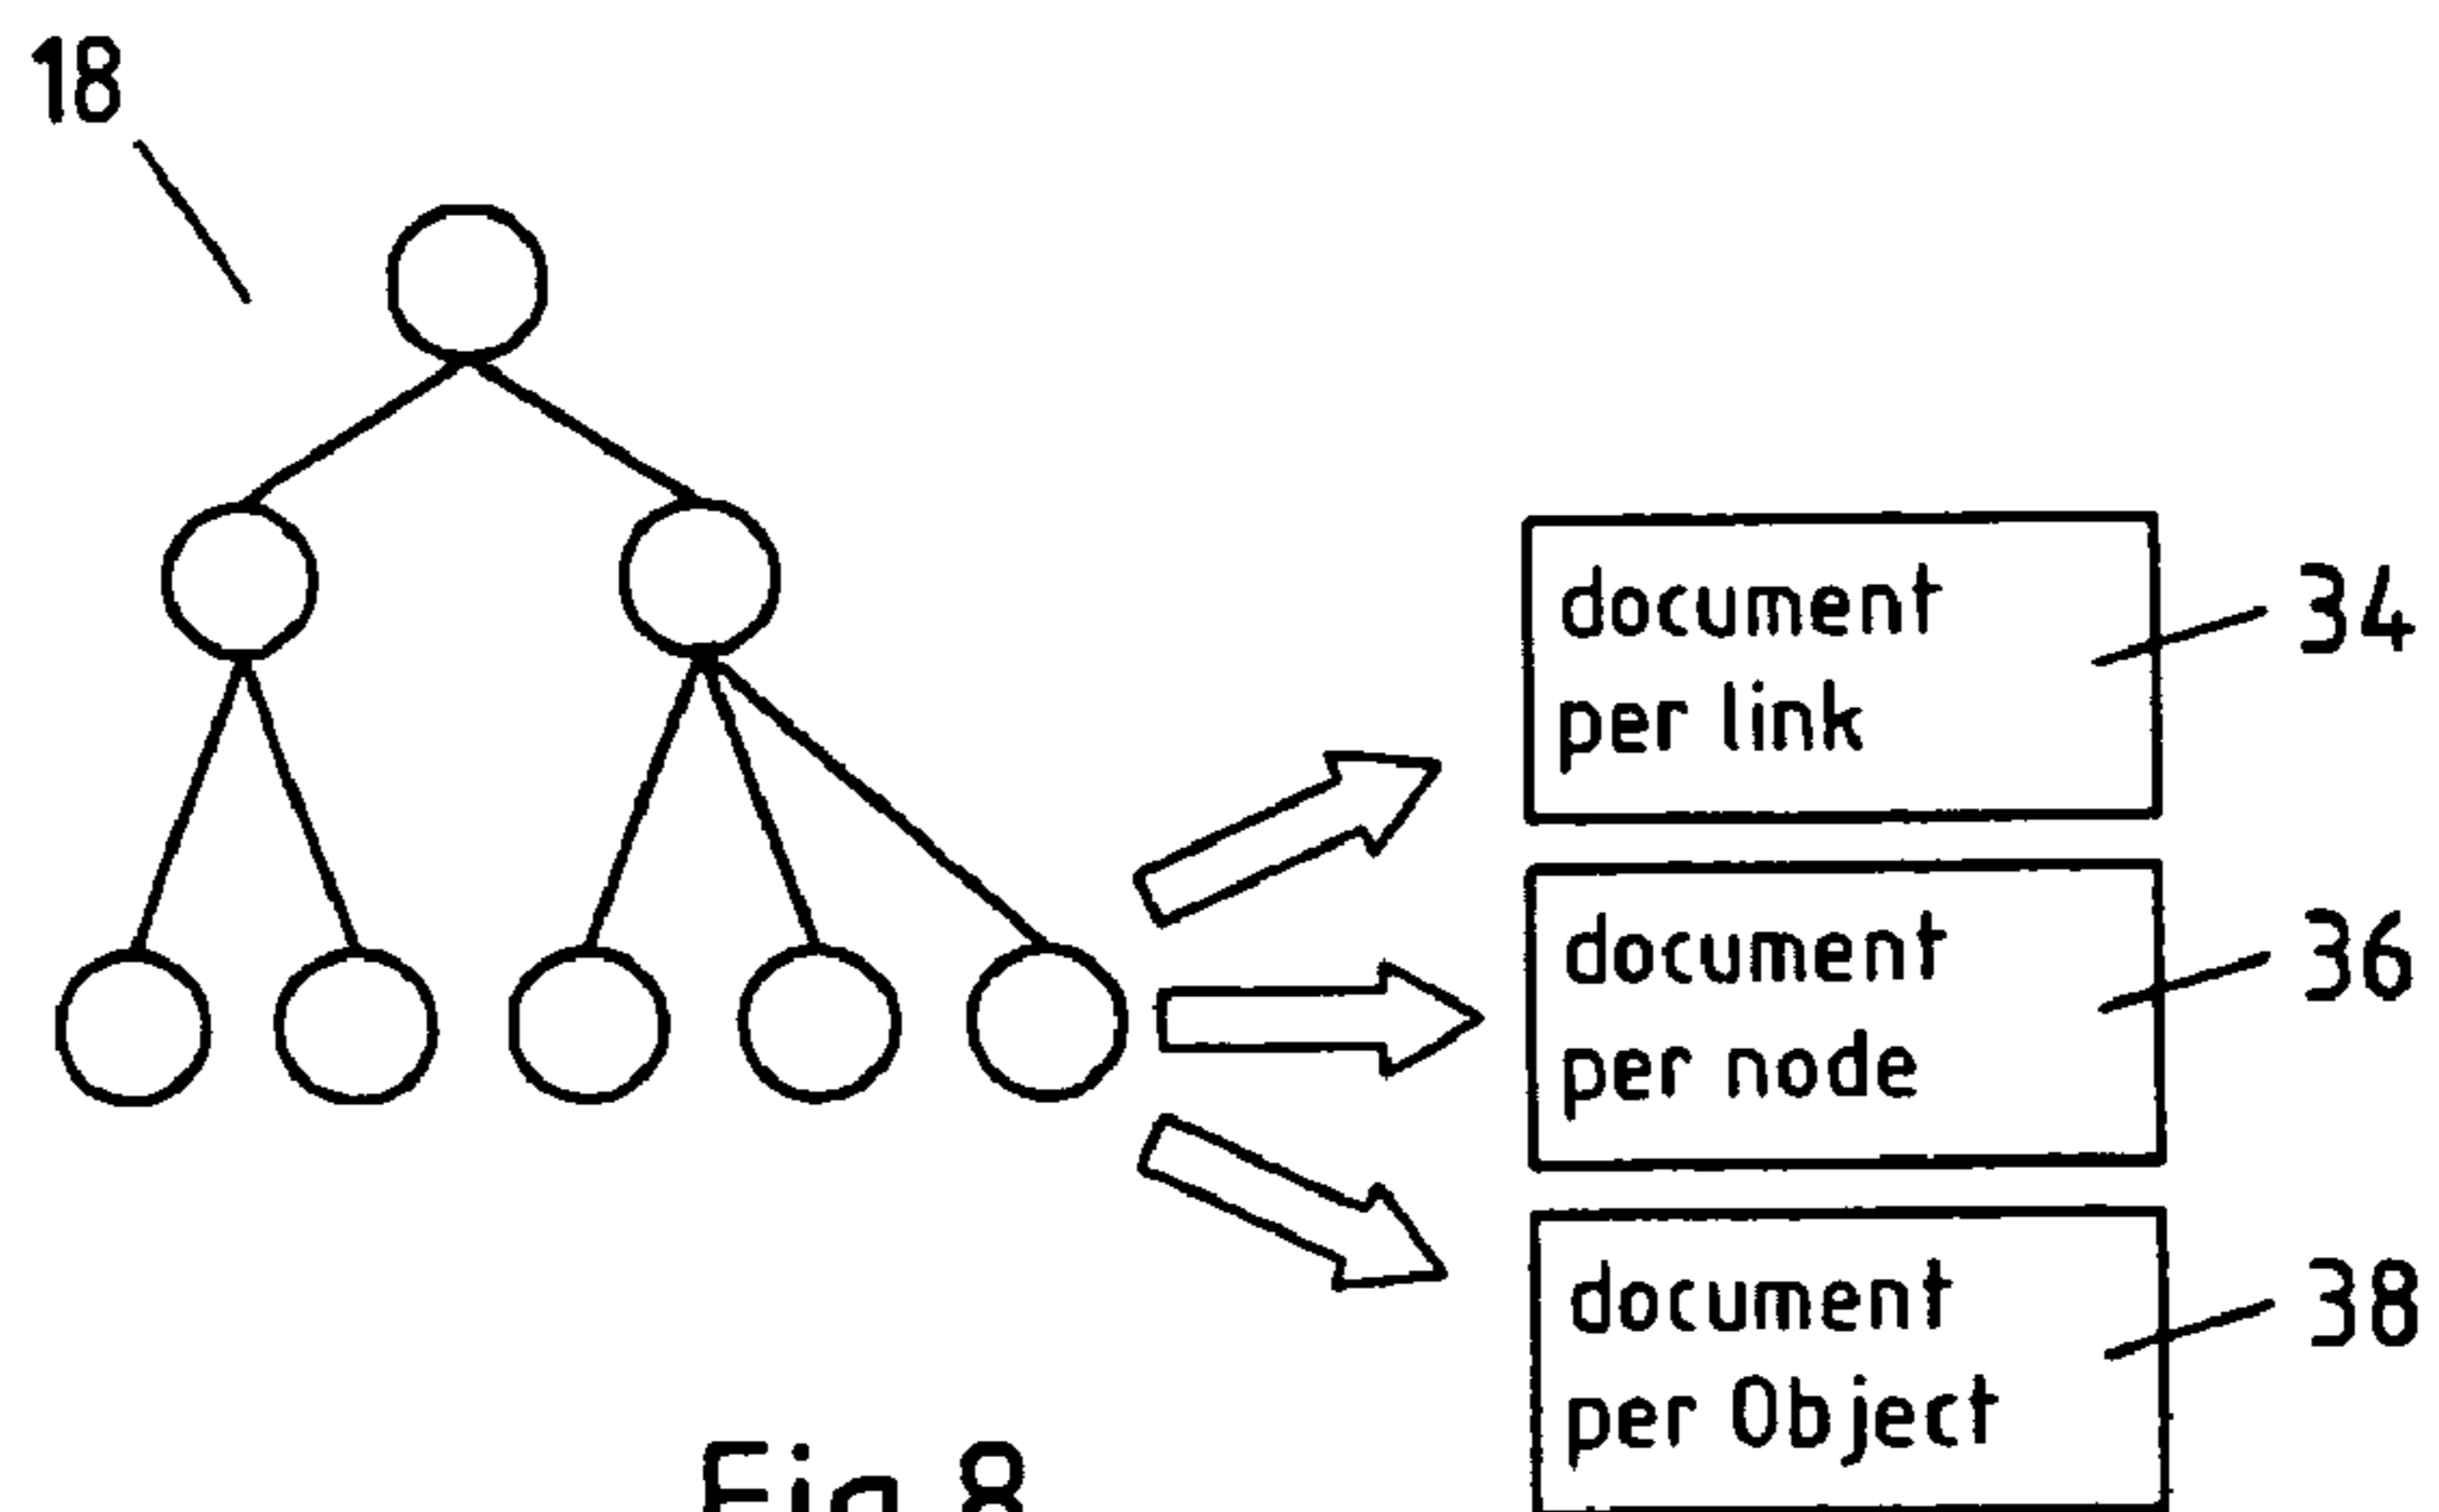 18
document
per link
34
document
per node
36
document
per Object
38
Fig.8